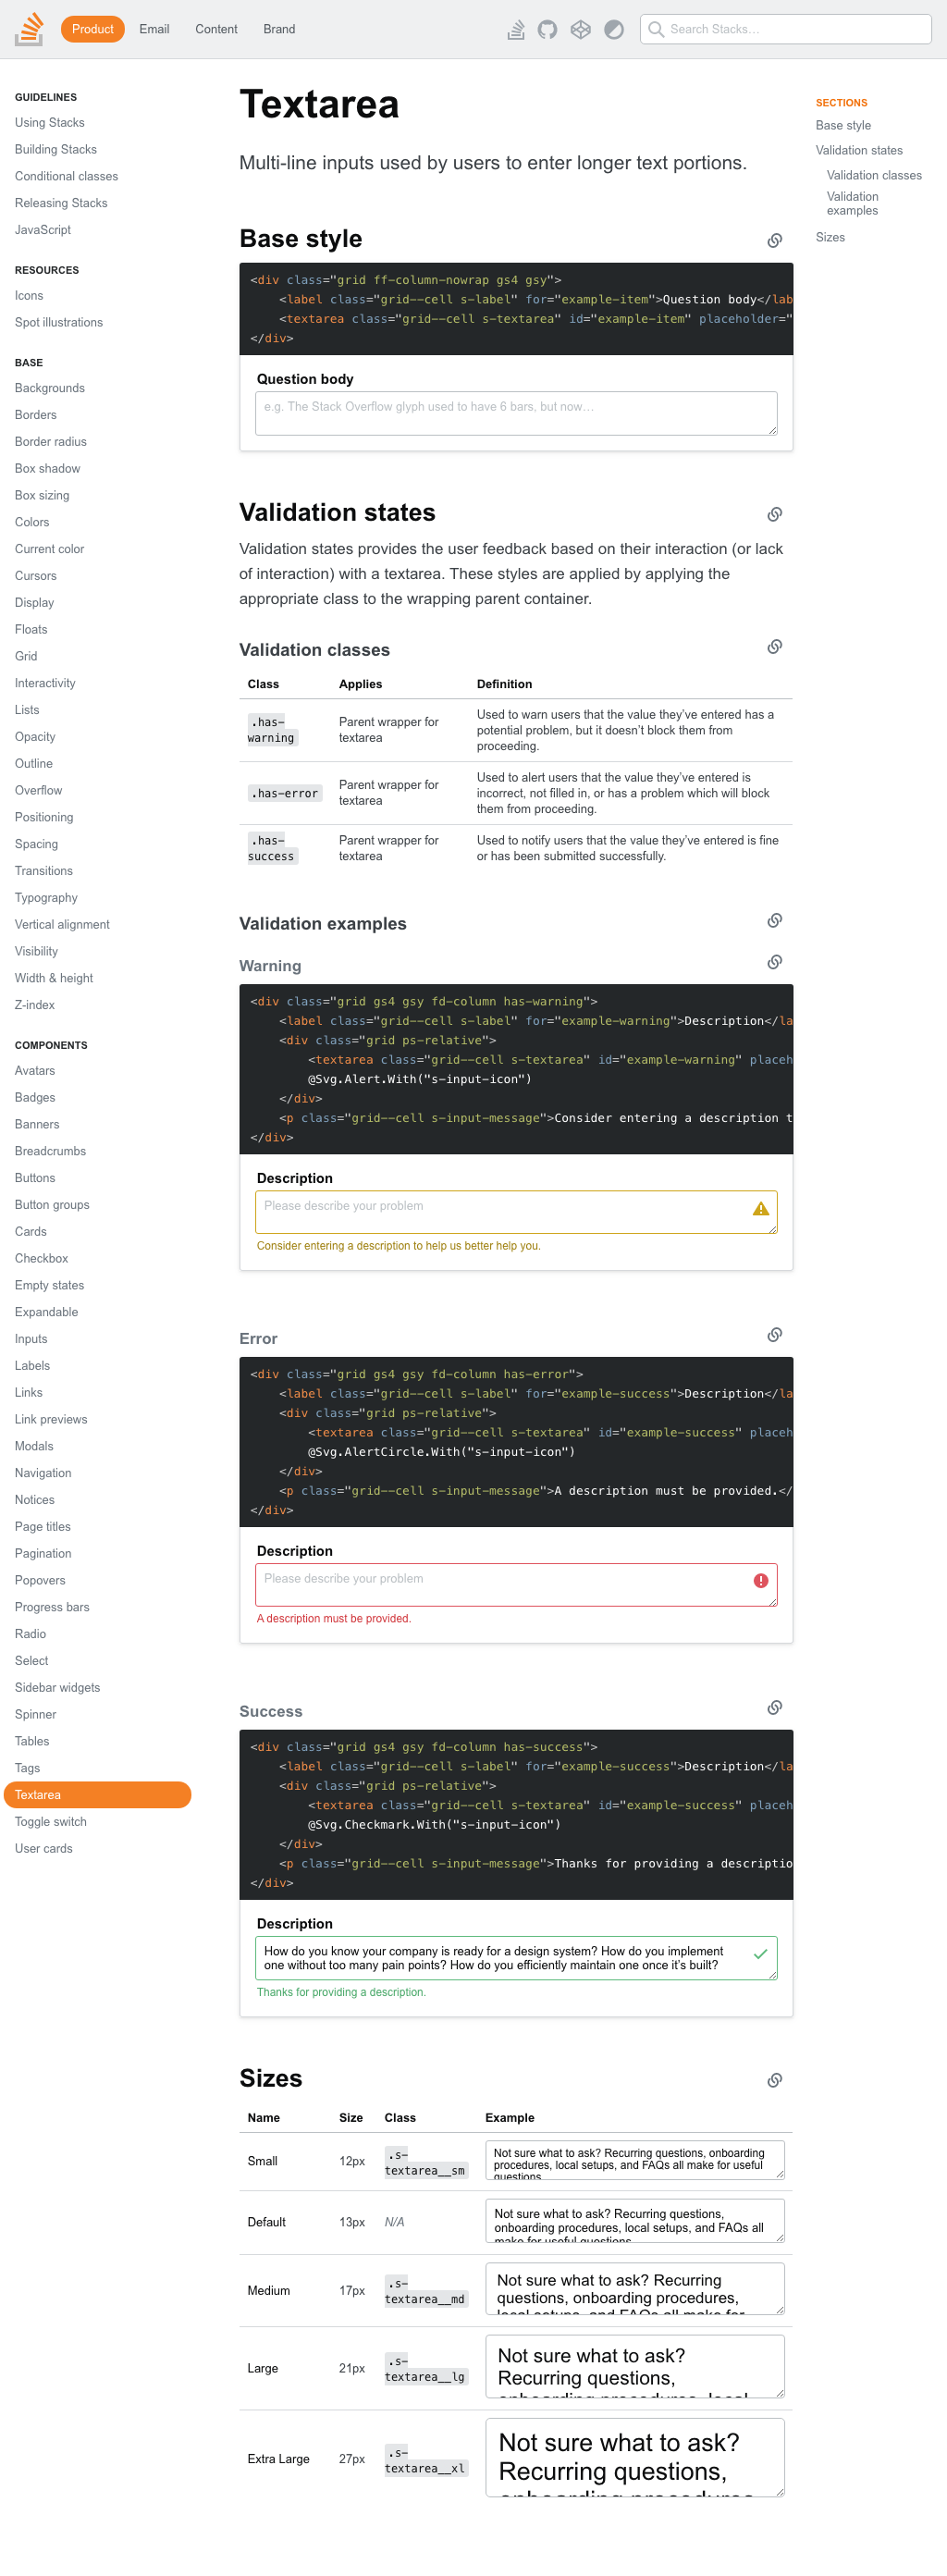 Product Email Content Brand
Search Stacks…
GUIDELINES
Using Stacks
Building Stacks
Conditional classes
Releasing Stacks
JavaScript
RESOURCES
Icons
Spot illustrations
BASE
Backgrounds
Borders
Border radius
Box shadow
Box sizing
Colors
Current color
Cursors
Display
Floats
Grid
Interactivity
Lists
Opacity
Outline
Overflow
Positioning
Spacing
Transitions
Typography
Vertical alignment
Visibility
Width & height
Z-index
COMPONENTS
Avatars
Badges
Banners
Breadcrumbs
Buttons
Button groups
Cards
Checkbox
Empty states
Expandable
Inputs
Labels
Links
Link previews
Modals
Navigation
Notices
Page titles
Pagination
Popovers
Progress bars
Radio
Select
Sidebar widgets
Spinner
Tables
Tags
Textarea
Toggle switch
User cards
Textarea
Multi-line inputs used by users to enter longer text portions.
Base style
<div class="grid ff-column-nowrap gs4 gsy">
<label class="grid--cell s-label" for="example-item">Question body</lab
<textarea class="grid--cell s-textarea" id="example-item" placeholder="
</div>
Question body
e.g. The Stack Overflow glyph used to have 6 bars, but now…
Validation states
Validation states provides the user feedback based on their interaction (or lack
of interaction) with a textarea. These styles are applied by applying the
appropriate class to the wrapping parent container.
Validation classes
Class Applies Definition
.has-
warning
Parent wrapper for
textarea
Used to warn users that the value they’ve entered has a
potential problem, but it doesn’t block them from
proceeding.
.has-error
Parent wrapper for
textarea
Used to alert users that the value they’ve entered is
incorrect, not filled in, or has a problem which will block
them from proceeding.
.has-
success
Parent wrapper for
textarea
Used to notify users that the value they’ve entered is fine
or has been submitted successfully.
Validation examples
Warning
<div class="grid gs4 gsy fd-column has-warning">
<label class="grid--cell s-label" for="example-warning">Description</la
<div class="grid ps-relative">
<textarea class="grid--cell s-textarea" id="example-warning" placeh
@Svg.Alert.With("s-input-icon")
</div>
<p class="grid--cell s-input-message">Consider entering a description t
</div>
Description
Please describe your problem
Consider entering a description to help us better help you.
Error
<div class="grid gs4 gsy fd-column has-error">
<label class="grid--cell s-label" for="example-success">Description</la
<div class="grid ps-relative">
<textarea class="grid--cell s-textarea" id="example-success" placeh
@Svg.AlertCircle.With("s-input-icon")
</div>
<p class="grid--cell s-input-message">A description must be provided.</
</div>
Description
Please describe your problem
A description must be provided.
Success
<div class="grid gs4 gsy fd-column has-success">
<label class="grid--cell s-label" for="example-success">Description</la
<div class="grid ps-relative">
<textarea class="grid--cell s-textarea" id="example-success" placeh
@Svg.Checkmark.With("s-input-icon")
</div>
<p class="grid--cell s-input-message">Thanks for providing a descriptio
</div>
Description
How do you know your company is ready for a design system? How do you implement
one without too many pain points? How do you efficiently maintain one once it’s built?
Thanks for providing a description.
Sizes
Name Size Class Example
Small 12px
.s-
textarea__sm
Not sure what to ask? Recurring questions, onboarding
procedures, local setups, and FAQs all make for useful
questions
Default 13px N/A
Not sure what to ask? Recurring questions,
onboarding procedures, local setups, and FAQs all
make for useful questions
Medium 17px
.s-
textarea__md
Not sure what to ask? Recurring
questions, onboarding procedures,
local setups, and FAQs all make for
Large 21px
.s-
textarea__lg
Not sure what to ask?
Recurring questions,
onboarding procedures, local
Extra Large 27px
.s-
textarea__xl
Not sure what to ask?
Recurring questions,
onboarding procedures
SECTIONS
Base style
Validation states
Validation classes
Validation
examples
Sizes